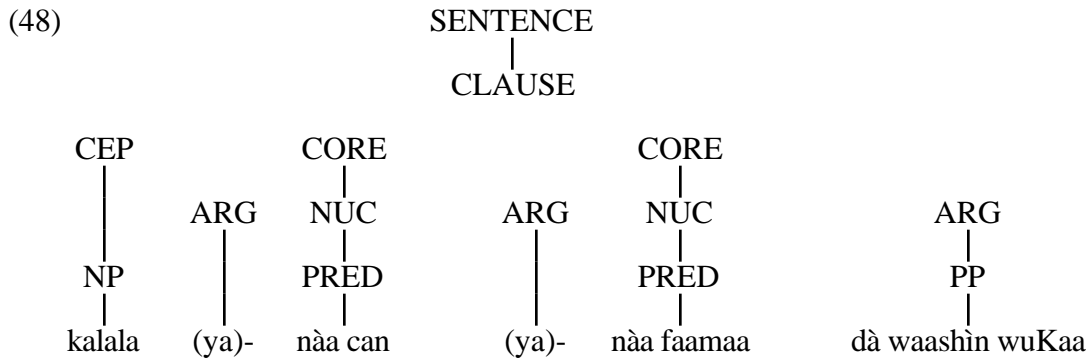 (48) SENTENCE
CLAUSE
CEP CORE CORE
ARG NUC ARG NUC ARG
NP PRED PRED PP
kalala (ya)- nàa can (ya)- nàa faamaa dà waashìn wuKaa